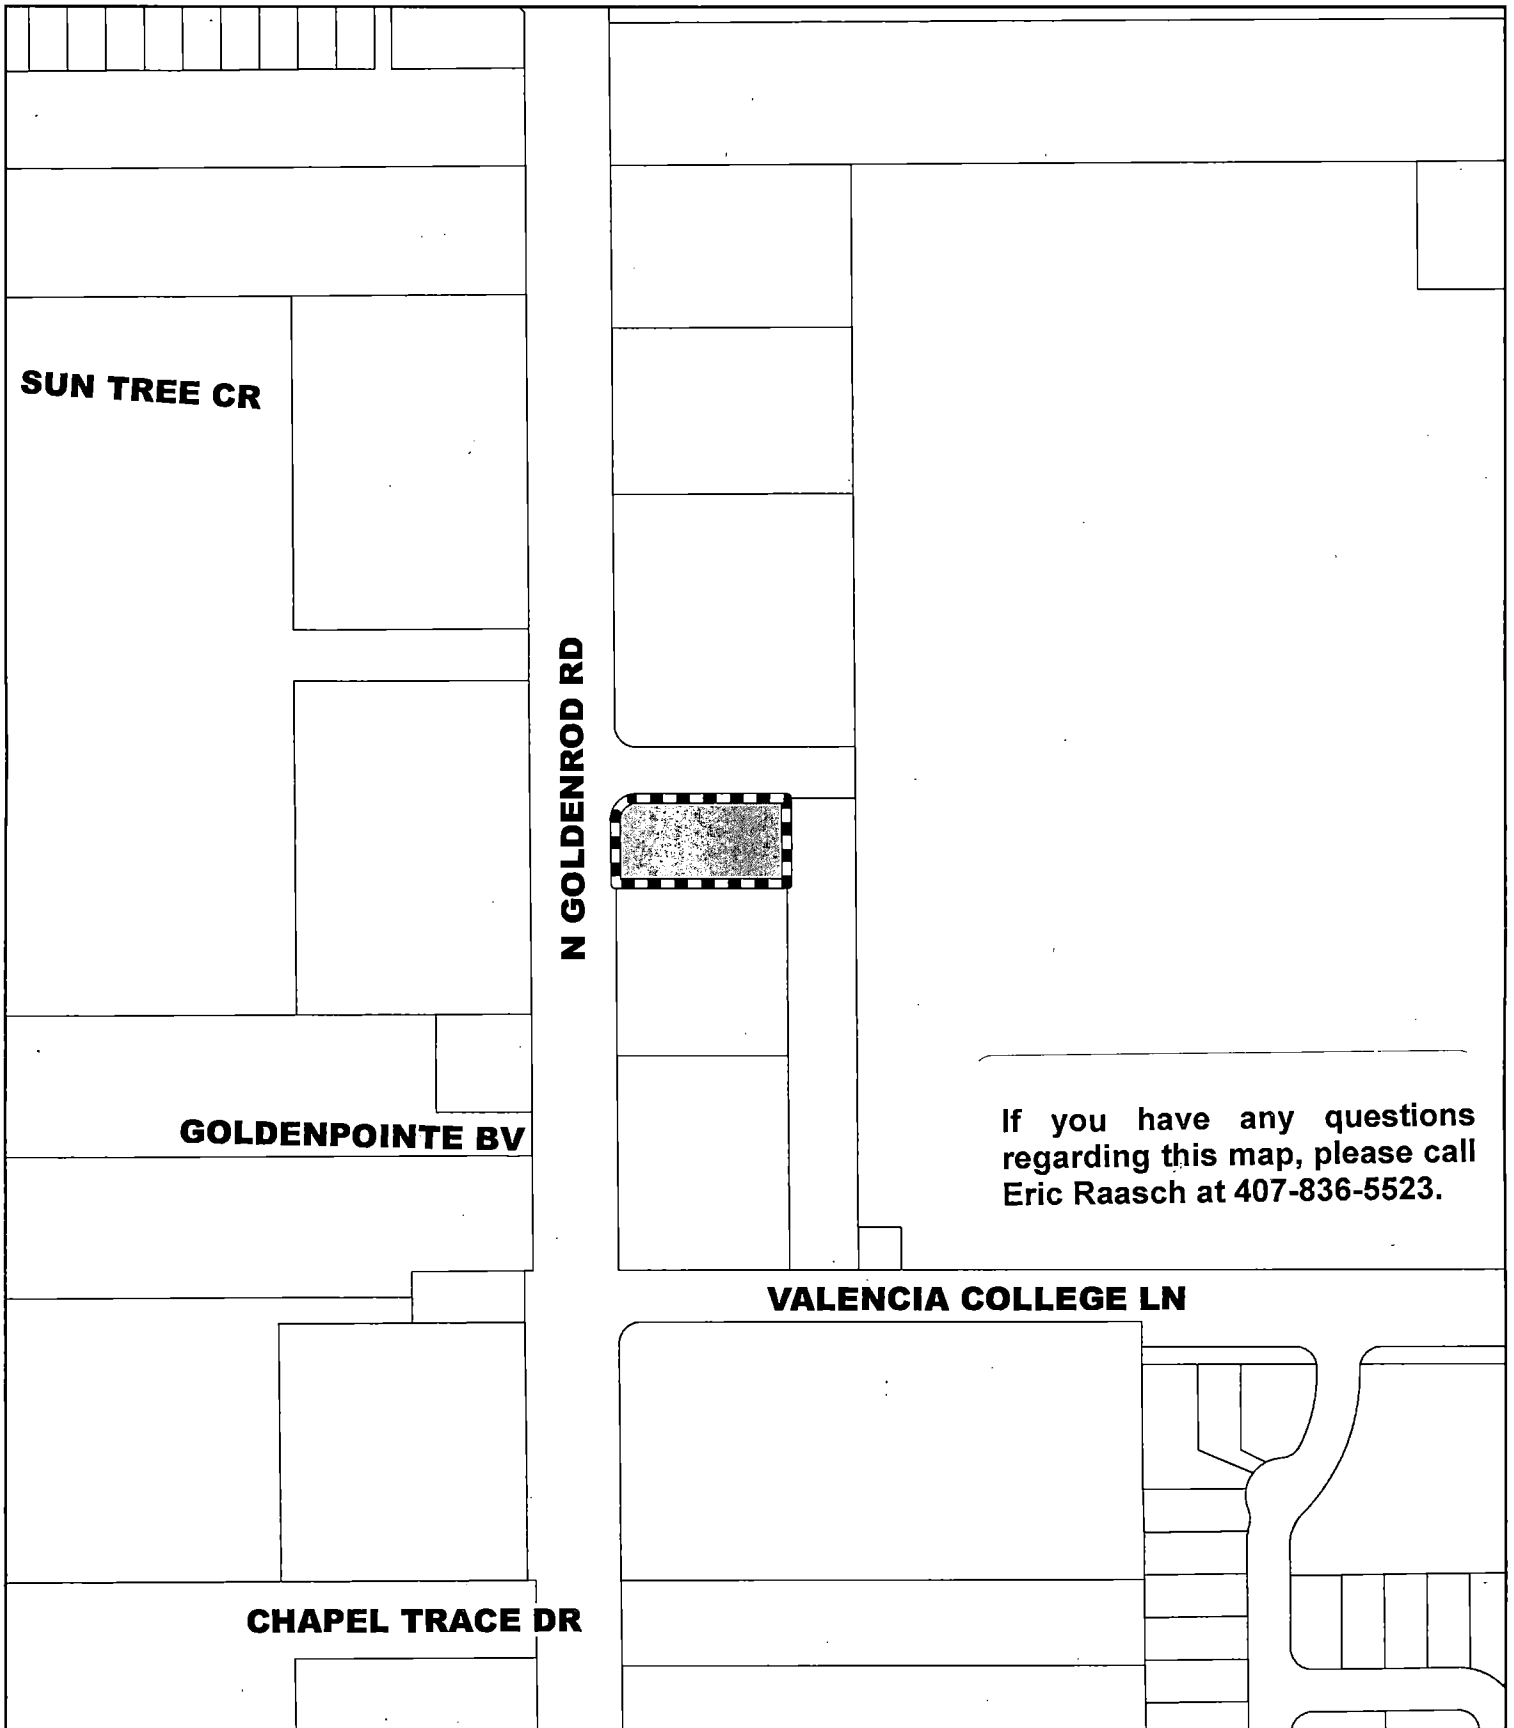 SUN TREE CR
N GOLDENROD RD
GOLDENPOINTE BV
If you have any questions
regarding this map, please call
Eric Raasch at 407-836-5523.
VALENCIA COLLEGE LN
CHAPEL TRACE DR